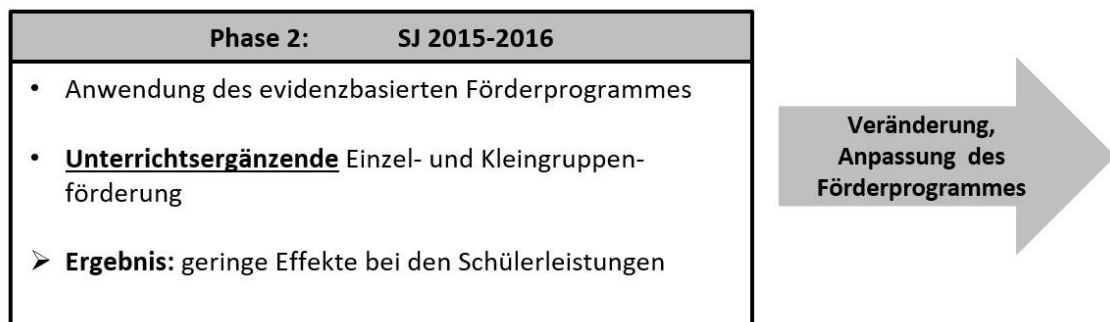 Phase 2: SJ 2015-2016
• Anwendung des evidenzbasierten Förderprogrammes
• Unterrichtsergänzende Einzel- und Kleingruppen-
förderung
➢ Ergebnis: geringe Effekte bei den Schülerleistungen
Veränderung,
Anpassung des
Förderprogrammes